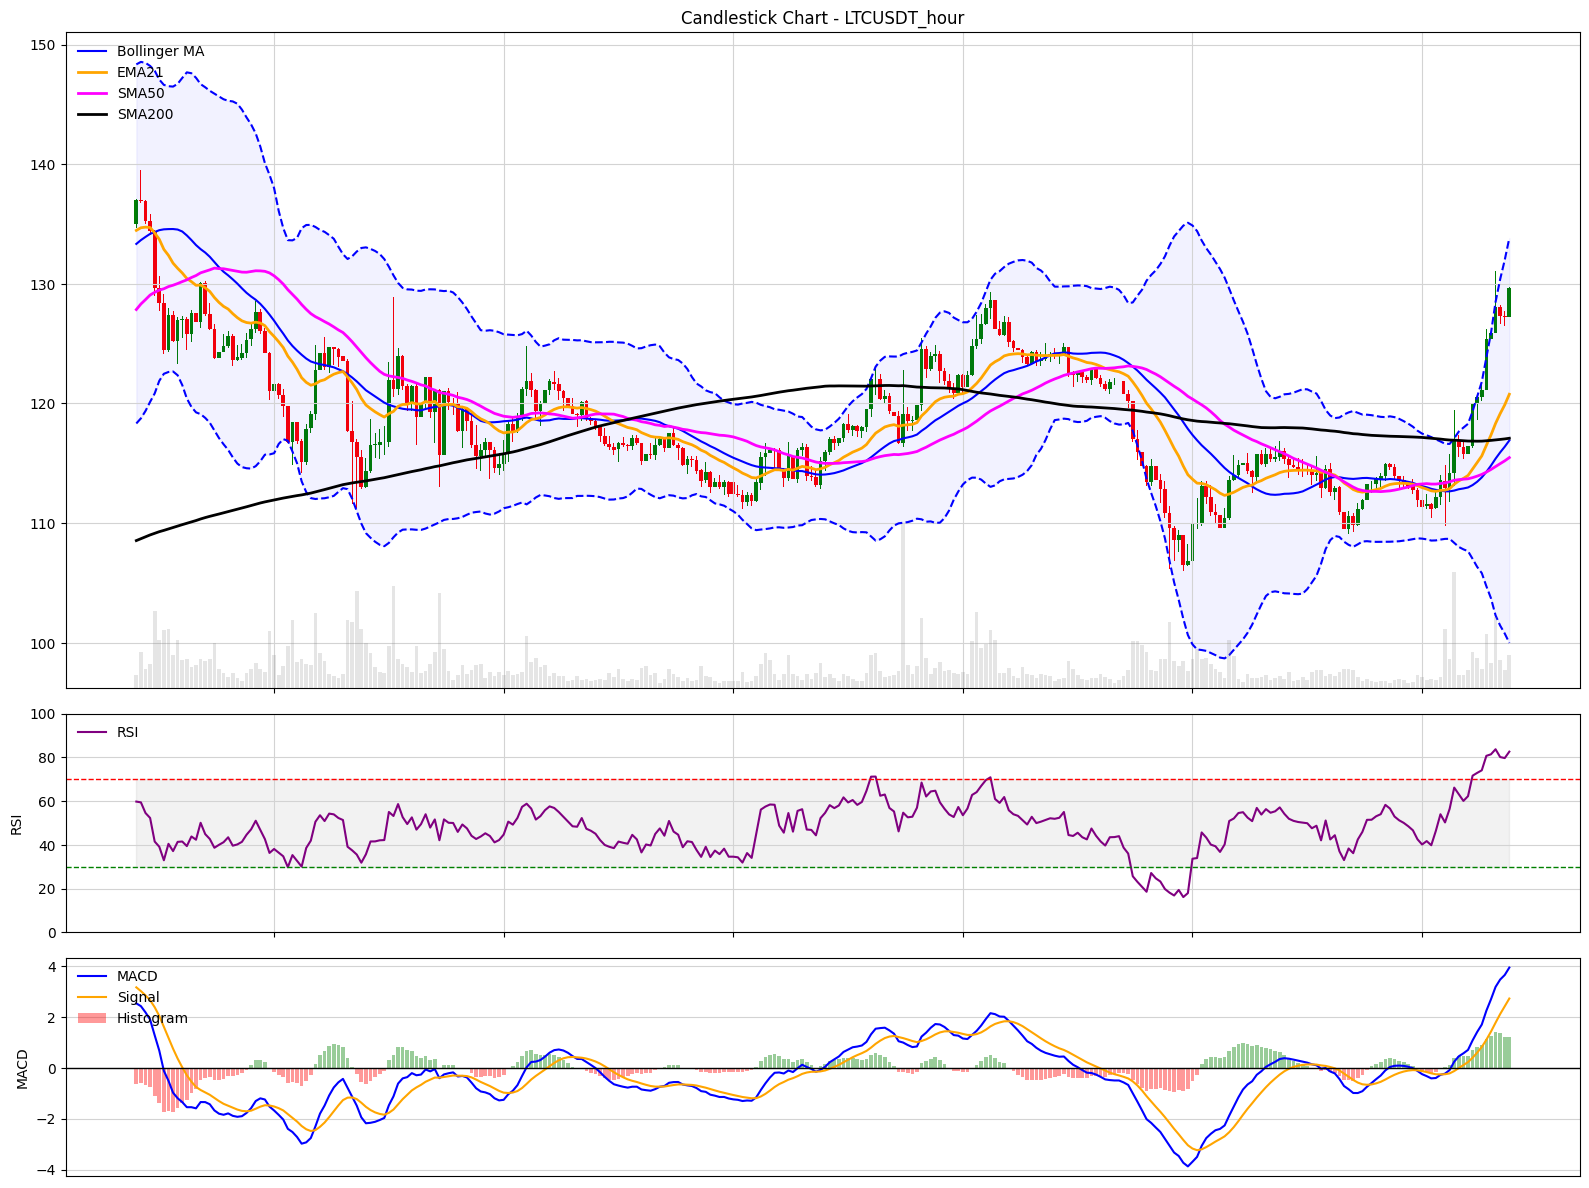 Candlestick Chart - LTCUSDT_hour
150
140
130
120
110
100
Bollinger MA
EMA21
SMA50
SMA200
100
80
60
40
20
0
RSI
RSI
4
2
0
−2
−4
MACD
MACD
Signal
Histogram